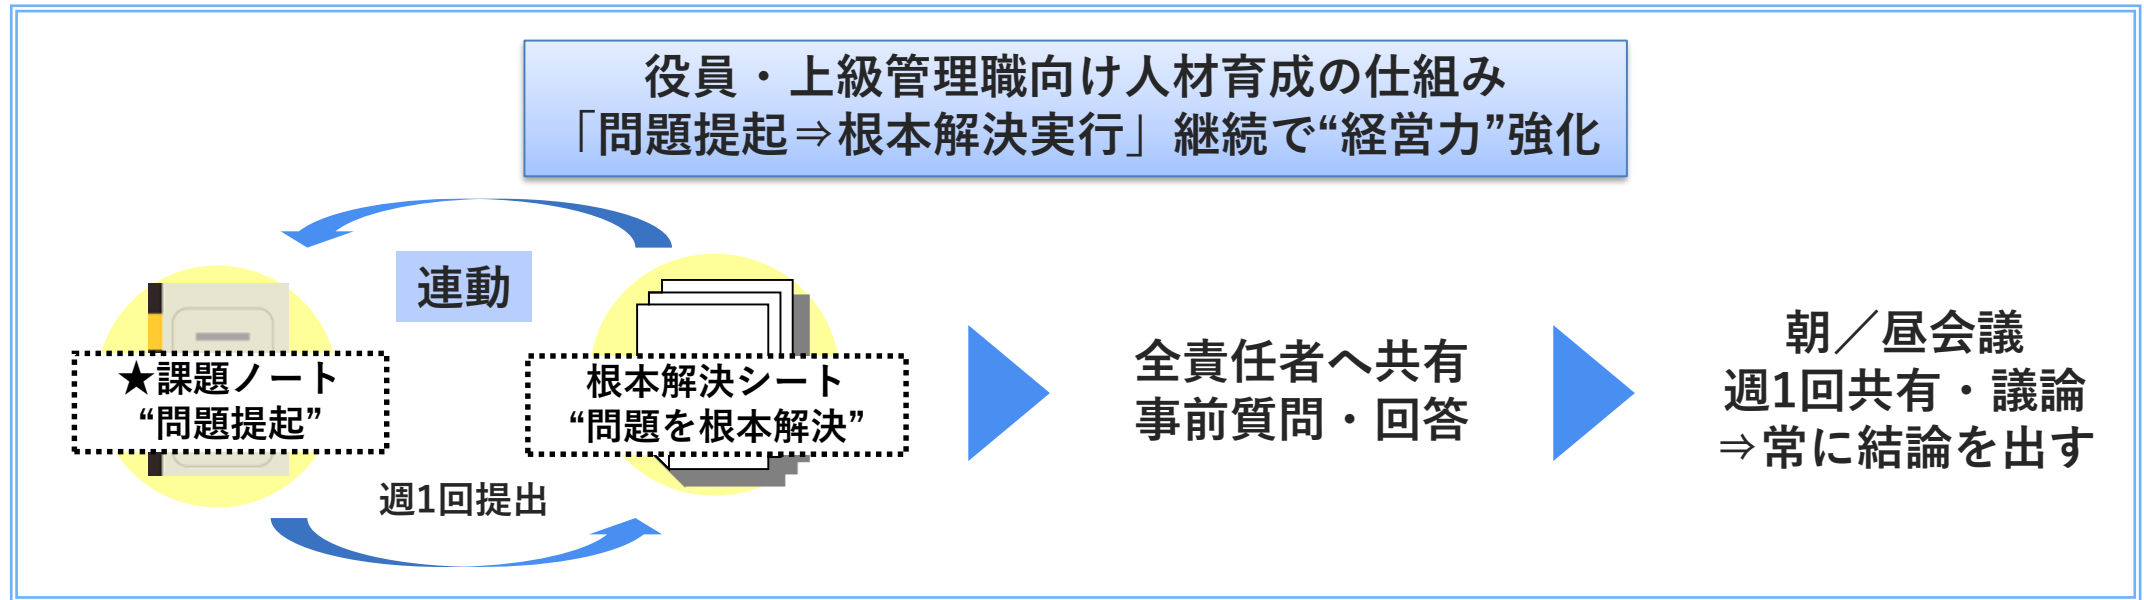 役員・上級管理職向け人材育成の仕組み
「問題提起⇒根本解決実行」継続で“経営力”強化
連動
★課題ノート
“問題提起”
根本解決シート
“問題を根本解決”
週1回提出
全責任者へ共有
事前質問・回答
朝／昼会議
週1回共有・議論
⇒常に結論を出す